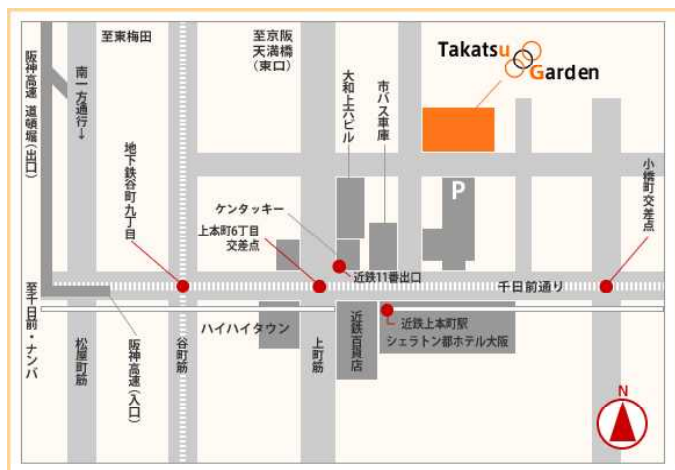 至東梅田
至京阪
天満橋
（東口）
Takatsu
Garden
阪神高速 道頓堀（出口）
南一方通行→
大和上六ビル
市バス車庫
地下鉄谷町九丁目
小橋町交差点
P
ケンタッキー
上本町6丁目
交差点
近鉄11番出口
千日前通り
至千日前・ナンバ
松屋町筋
阪神高速（入口）
谷町筋
ハイハイタウン
上町筋
近鉄百貨店
近鉄上本町駅
シェラトン都ホテル大阪
N